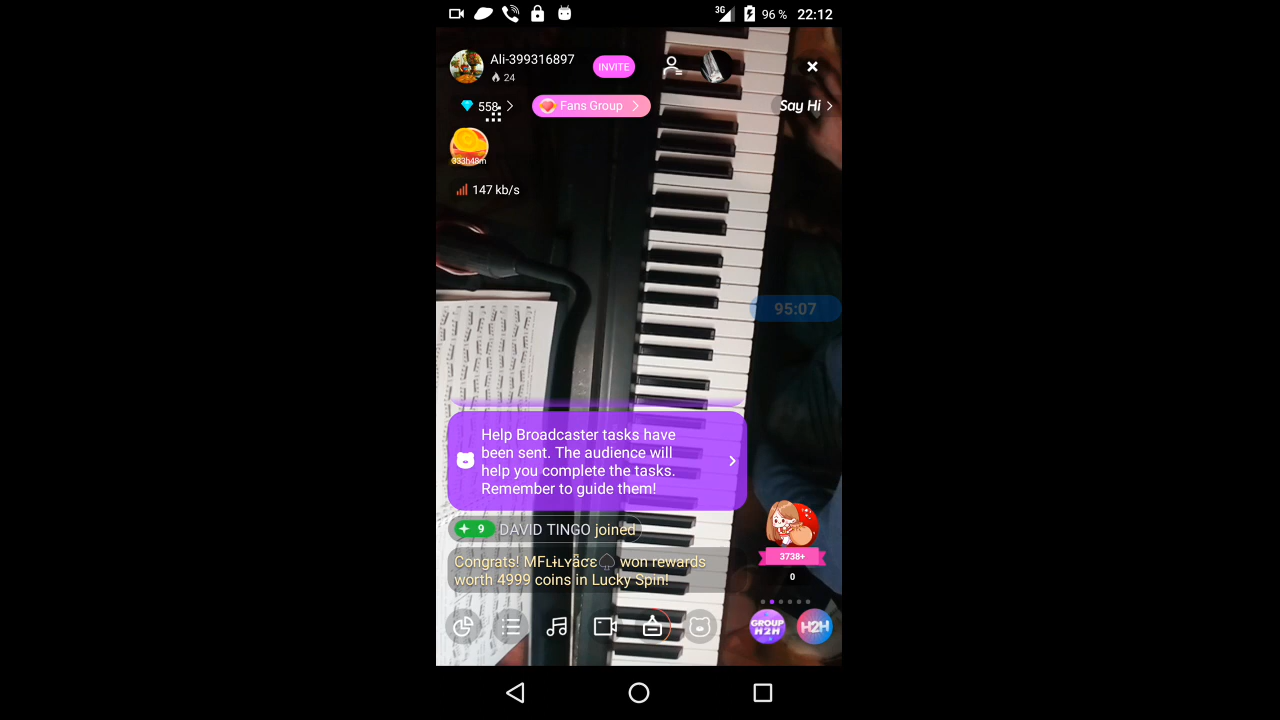 3G 96 % 22:12
Ali-399316897
24
INVITE
558
Fans Group
Say Hi
333h48m
147 kb/s
95:07
Help Broadcaster tasks have
been sent. The audience will
help you complete the tasks.
Remember to guide them!
9 DAVID TINGO joined
Congrats! MFʟɨʟʏȃƈɛ♤ won rewards
worth 4999 coins in Lucky Spin!
3738+
0
GROUP
H2H
H2H